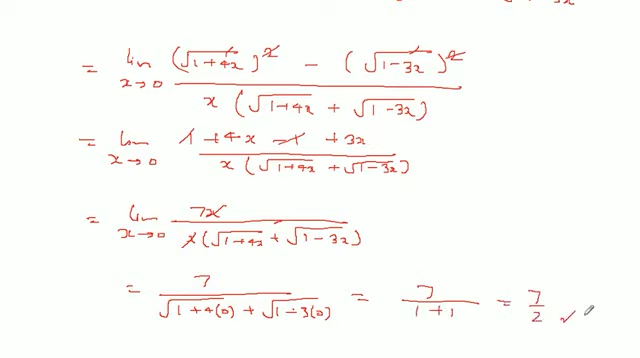 = lim x→0 (√1+4x)² - (√1-3x)² / x(√1+4x + √1-3x)
= lim x→0 1+4x-1+3x / x(√1+4x + √1-3x)
= lim x→0 7x / x(√1+4x + √1-3x)
= 7 / √1+4(0) + √1-3(0) = 7 / 1+1 = 7/2 ✓